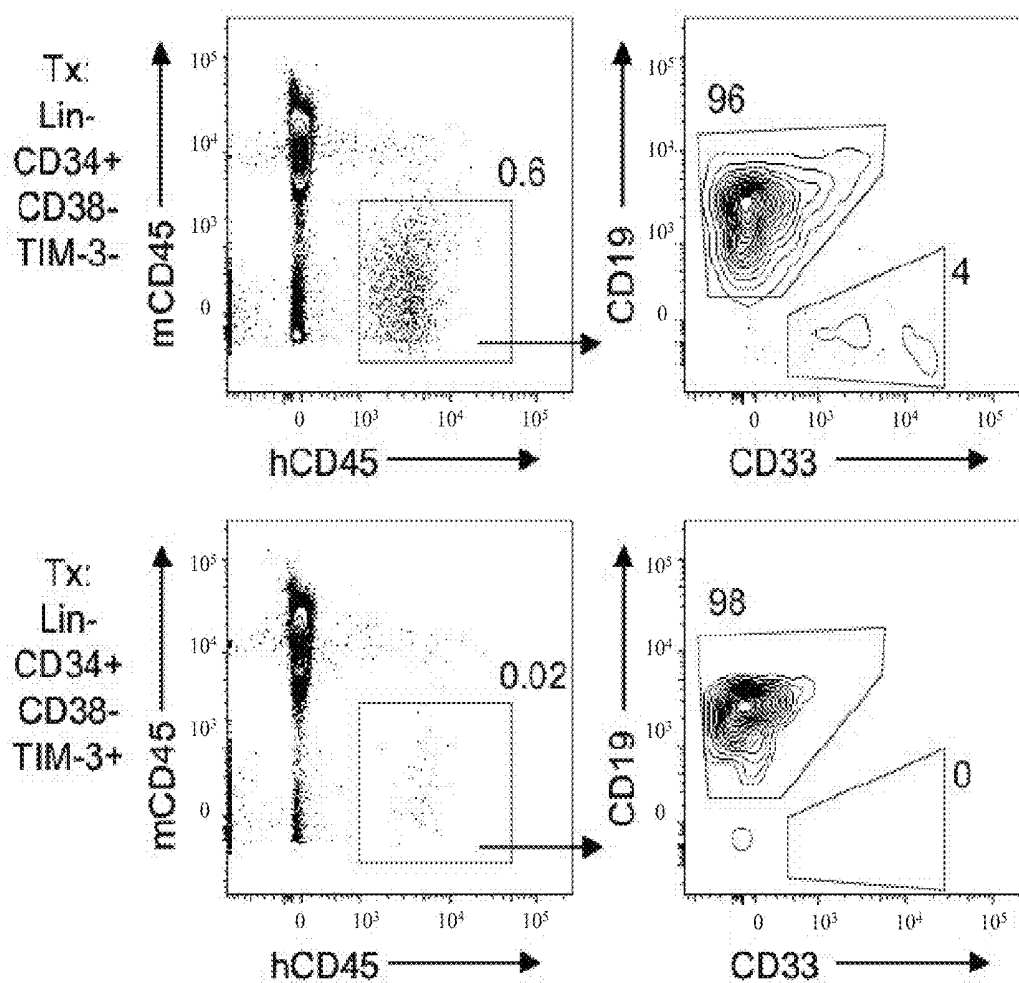 Tx:
Lin-
CD34+
CD38-
TIM-3-
mCD45
10⁵
10⁴
10³
0
0.6
0 10³ 10⁴ 10⁵
hCD45
CD19
10⁵
10⁴
10³
0
96
4
0 10³ 10⁴ 10⁵
CD33
Tx:
Lin-
CD34+
CD38-
TIM-3+
mCD45
10⁵
10⁴
10³
0
0.02
0 10³ 10⁴ 10⁵
hCD45
CD19
10⁵
10⁴
10³
0
98
0
0 10³ 10⁴ 10⁵
CD33